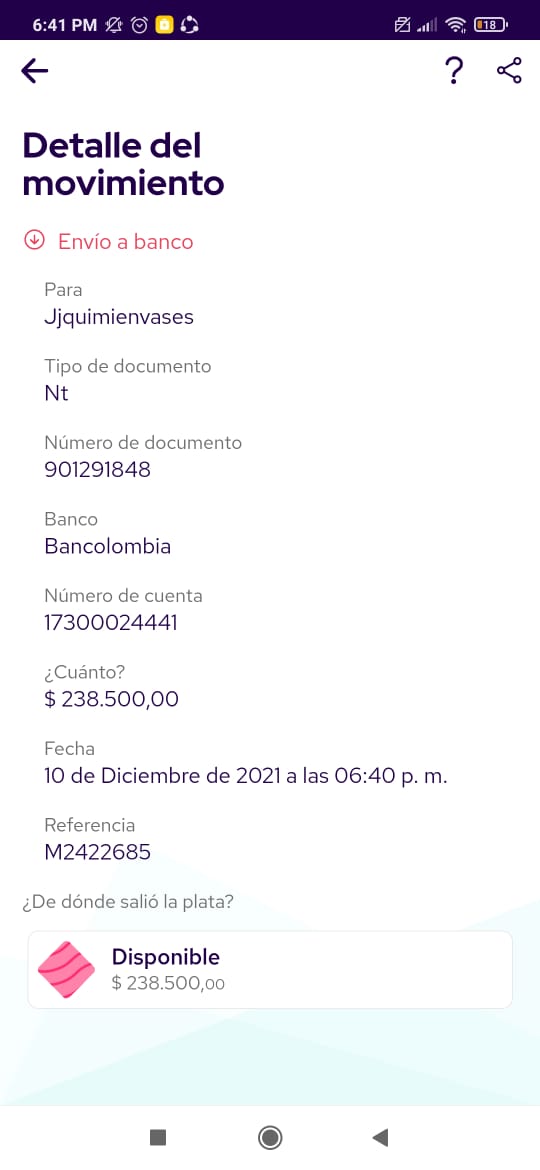 6:41 PM
18
Detalle del
movimiento
Envío a banco
Para
Jjquimienvases
Tipo de documento
Nt
Número de documento
901291848
Banco
Bancolombia
Número de cuenta
17300024441
¿Cuánto?
$ 238.500,00
Fecha
10 de Diciembre de 2021 a las 06:40 p. m.
Referencia
M2422685
¿De dónde salió la plata?
Disponible
$ 238.500,00